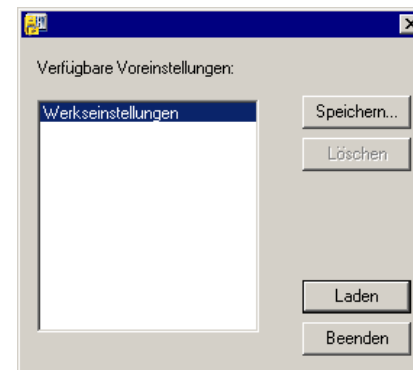 Verfügbare Voreinstellungen:
Werkseinstellungen
Speichern...
Löschen
Laden
Beenden